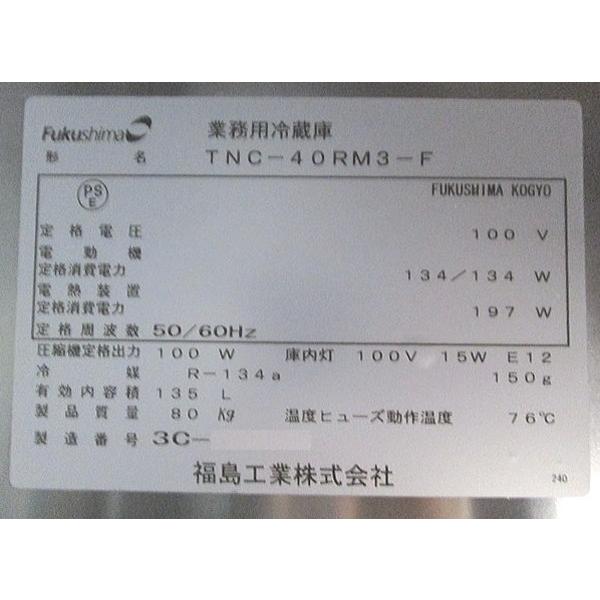 Fukushima 業務用冷蔵庫
形名 TNC-40RM3-F
PS E FUKUSHIMA KOGYO
定格電圧 100 V
電動機
定格消費電力 134/134 W
電熱装置
定格消費電力 197 W
定格周波数 50/60Hz
圧縮機定格出力 100 W 庫内灯 100V 15W E12
冷媒 R-134a 150g
有効内容積 135 L
製品質量 80 Kg 温度ヒューズ動作温度 76℃
製造番号 3C-
福島工業株式会社
240